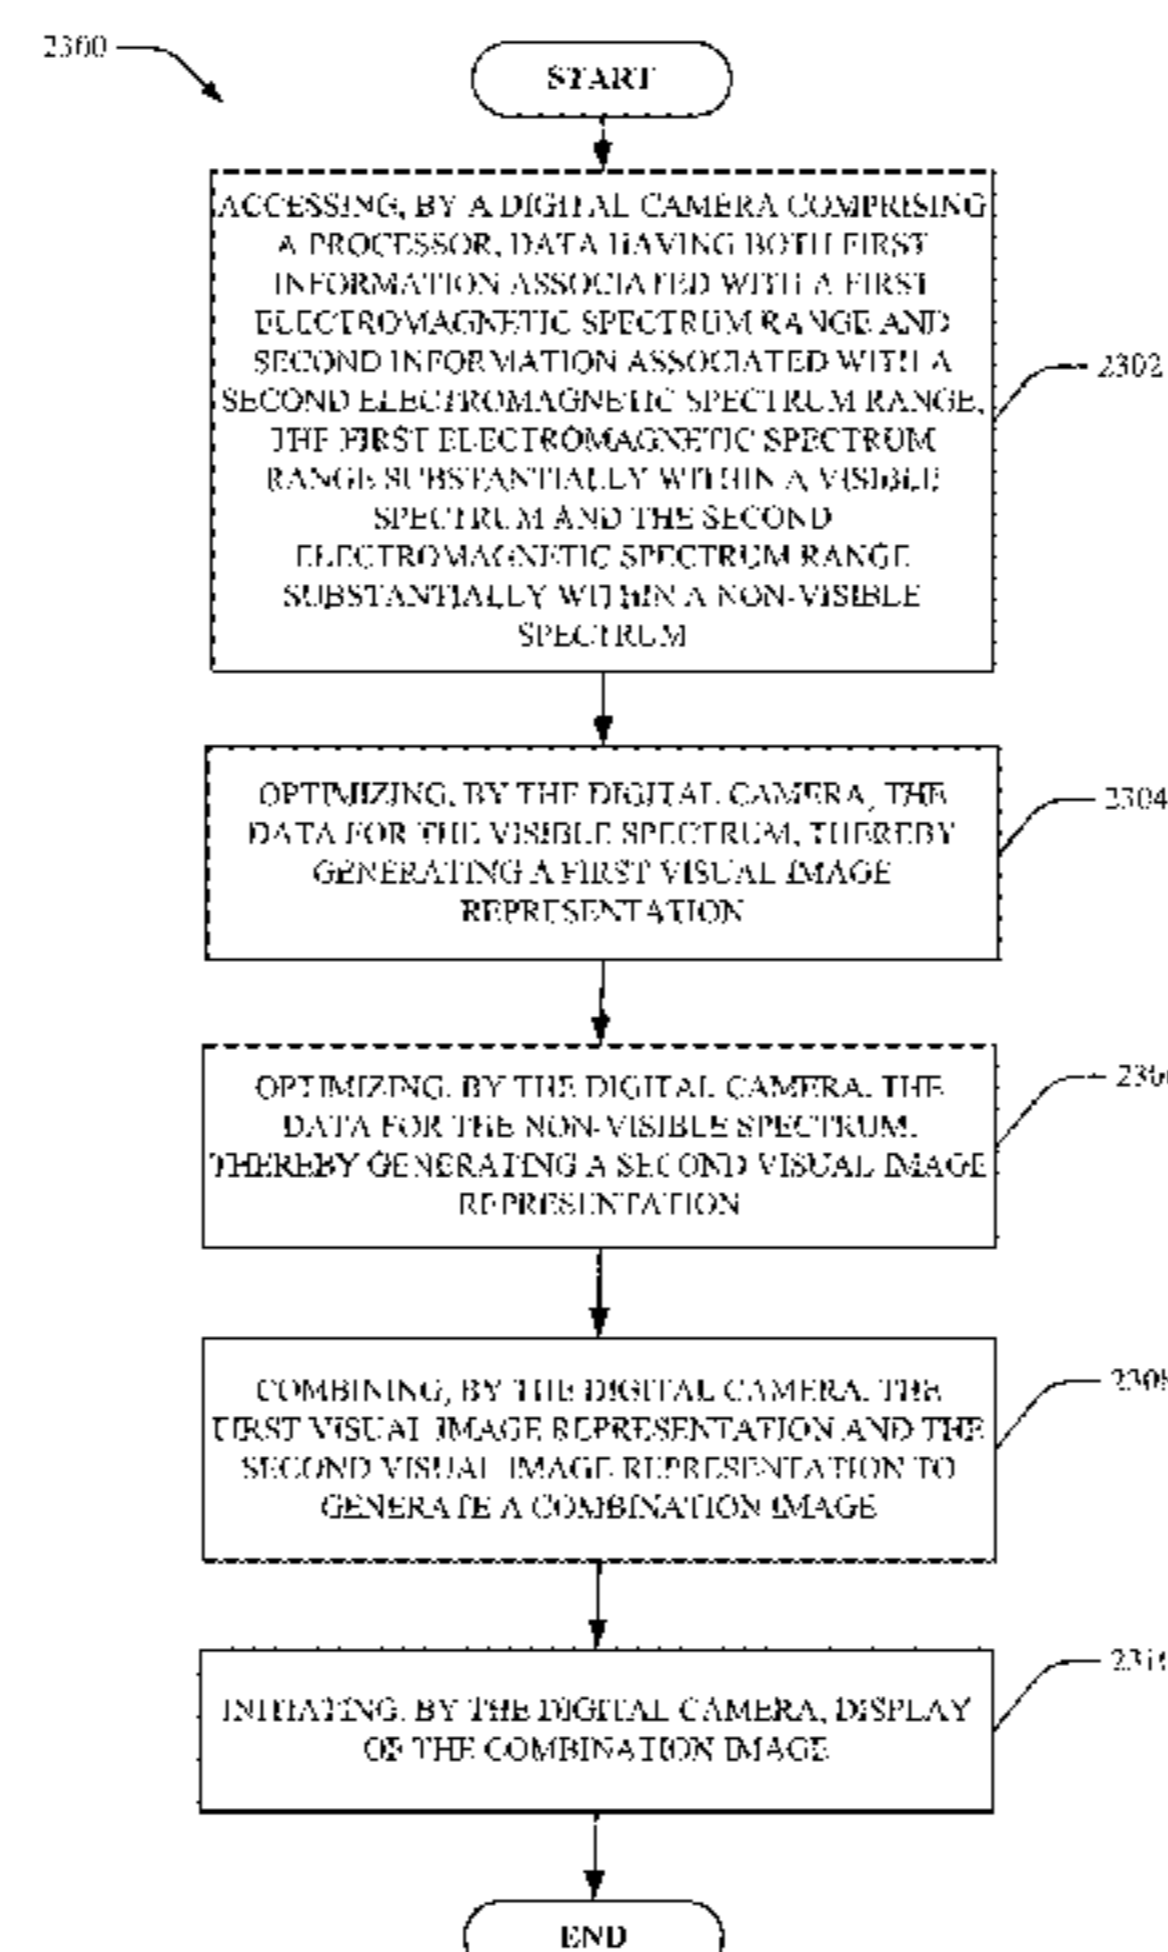 2300
START
ACCESSING, BY A DIGITAL CAMERA COMPRISING
A PROCESSOR, DATA HAVING BOTH FIRST
INFORMATION ASSOCIATED WITH A FIRST
ELECTROMAGNETIC SPECTRUM RANGE AND
SECOND INFORMATION ASSOCIATED WITH A
SECOND ELECTROMAGNETIC SPECTRUM RANGE,
THE FIRST ELECTROMAGNETIC SPECTRUM
RANGE SUBSTANTIALLY WITHIN A VISIBLE
SPECTRUM AND THE SECOND
ELECTROMAGNETIC SPECTRUM RANGE
SUBSTANTIALLY WITHIN A NON-VISIBLE
SPECTRUM
2302
OPTIMIZING, BY THE DIGITAL CAMERA, THE
DATA FOR THE VISIBLE SPECTRUM, THEREBY
GENERATING A FIRST VISUAL IMAGE
REPRESENTATION
2304
OPTIMIZING, BY THE DIGITAL CAMERA, THE
DATA FOR THE NON-VISIBLE SPECTRUM,
THEREBY GENERATING A SECOND VISUAL IMAGE
REPRESENTATION
COMBINING, BY THE DIGITAL CAMERA, THE
FIRST VISUAL IMAGE REPRESENTATION AND THE
SECOND VISUAL IMAGE REPRESENTATION TO
GENERATE A COMBINATION IMAGE
2308
INITIATING, BY THE DIGITAL CAMERA, DISPLAY
OF THE COMBINATION IMAGE
END